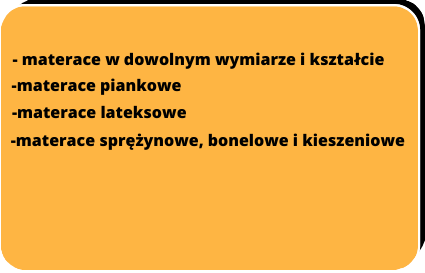 - materace w dowolnym wymiarze i kształcie
-materace piankowe
-materace lateksowe
-materace sprężynowe, bonelowe i kieszeniowe